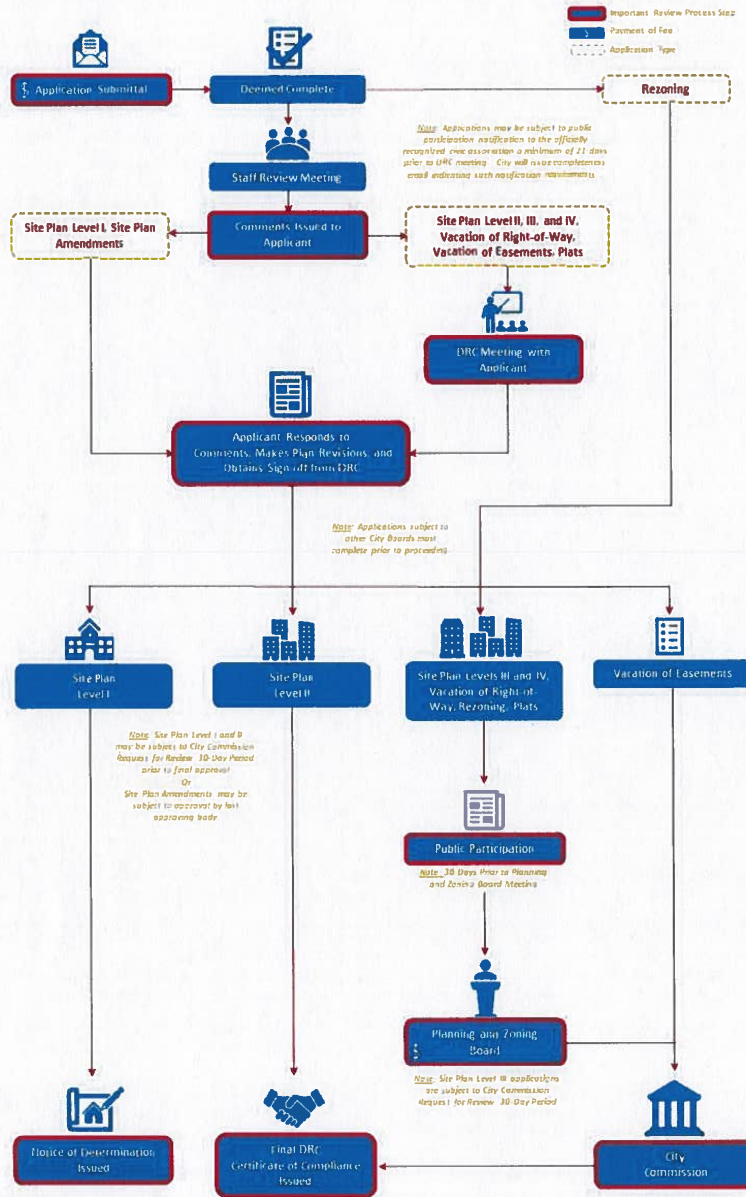 Important Review Process Step
$ Payment of Fee
Application Type
$ Application Submittal
Deemed Complete
Rezoning
Note: Applications may be subject to public
participation notification to the officially
recognized civic association a minimum of 21 days
prior to DRC meeting. City will issue completeness
email indicating such notification requirements
Staff Review Meeting
Site Plan Level I, Site Plan
Amendments
Comments Issued to
Applicant
Site Plan Level II, III, and IV,
Vacation of Right-of-Way,
Vacation of Easements, Plats
DRC Meeting with
Applicant
Applicant Responds to
Comments, Makes Plan Revisions, and
Obtains Sign off from DRC
Note: Applications subject to
other City Boards must
complete prior to proceeding
Site Plan
Level I
Site Plan
Level II
Site Plan Levels III and IV,
Vacation of Right-of-
Way, Rezoning, Plats
Vacation of Easements
Note: Site Plan Level I and II
may be subject to City Commission
Request for Review 30-Day Period
prior to final approval
Or
Site Plan Amendments may be
subject to approval by last
approving body
Public Participation
Note: 30 Days Prior to Planning
and Zoning Board Meeting
Planning and Zoning
Board
$
Note: Site Plan Level III applications
are subject to City Commission
Request for Review 30-Day Period
Notice of Determination
Issued
Final DRC
Certificate of Compliance
Issued
City
Commission